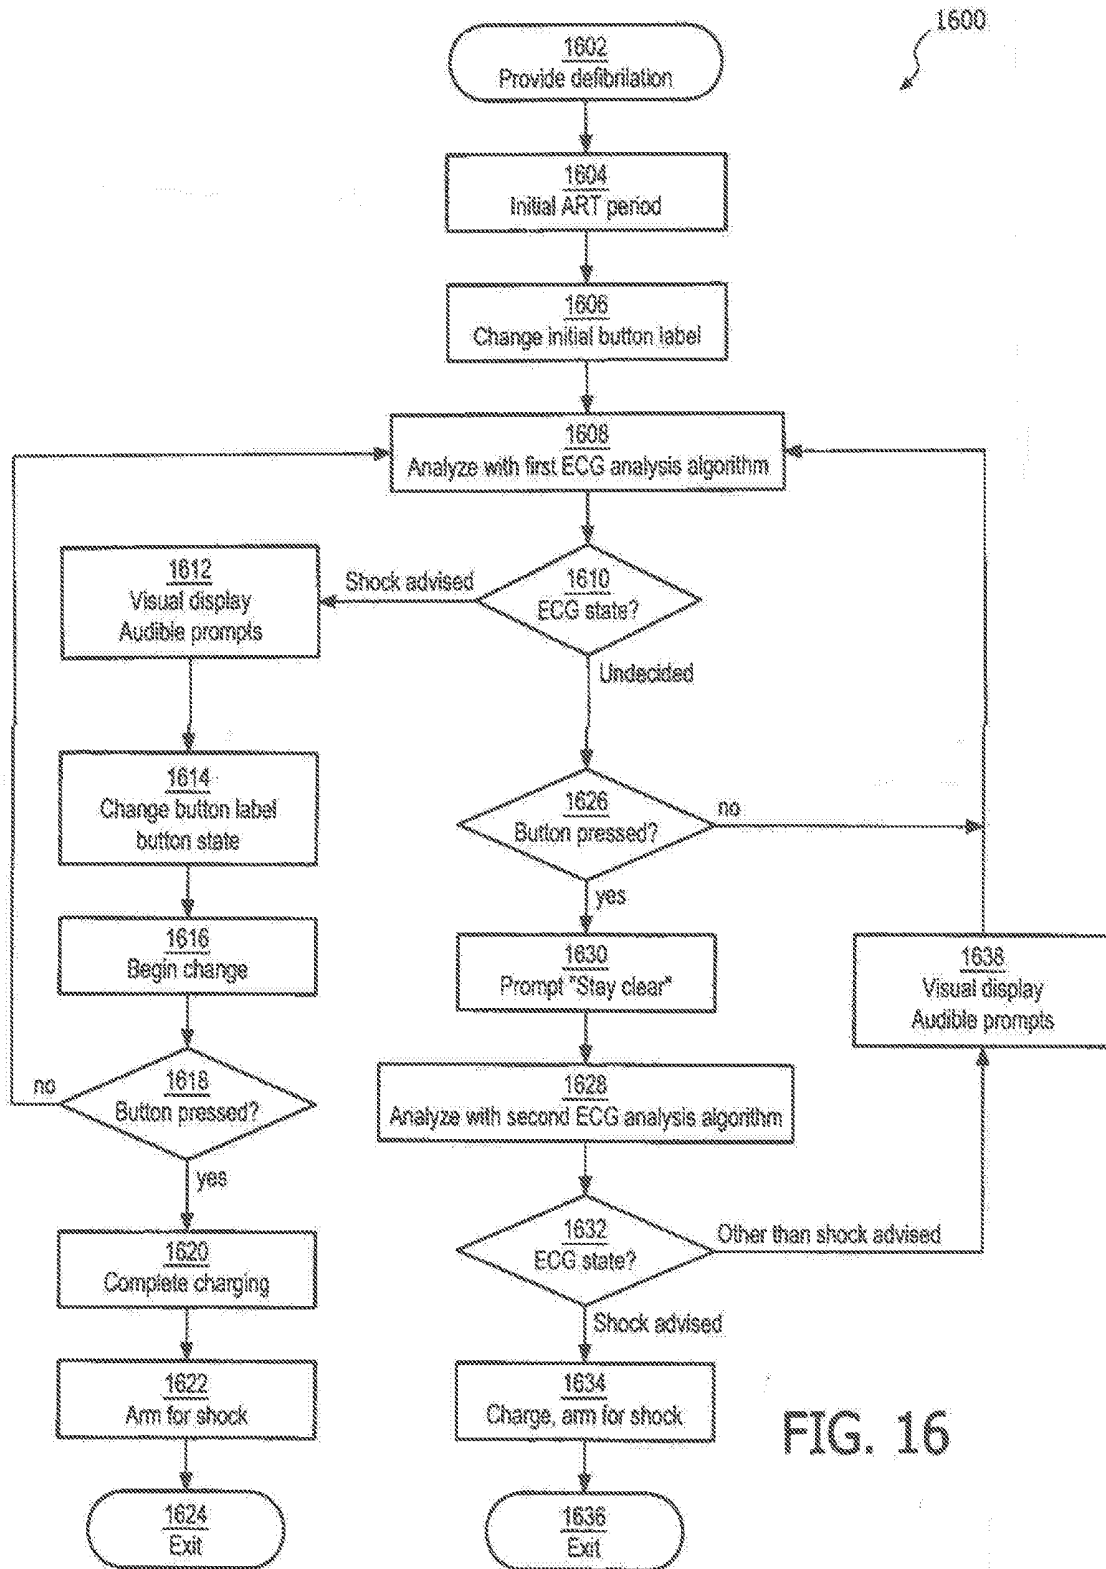 1600
1602
Provide defibrilation
1604
Initial ART period
1606
Change initial button label
1608
Analyze with first ECG analysis algorithm
1610
ECG state?
Shock advised
Undecided
1612
Visual display
Audible prompts
1614
Change button label
button state
1616
Begin change
1618
Button pressed?
no
yes
1620
Complete charging
1622
Arm for shock
1624
Exit
1626
Button pressed?
no
yes
1630
Prompt "Stay clear"
1628
Analyze with second ECG analysis algorithm
1632
ECG state?
Other than shock advised
Shock advised
1634
Charge, arm for shock
1636
Exit
1638
Visual display
Audible prompts
FIG. 16